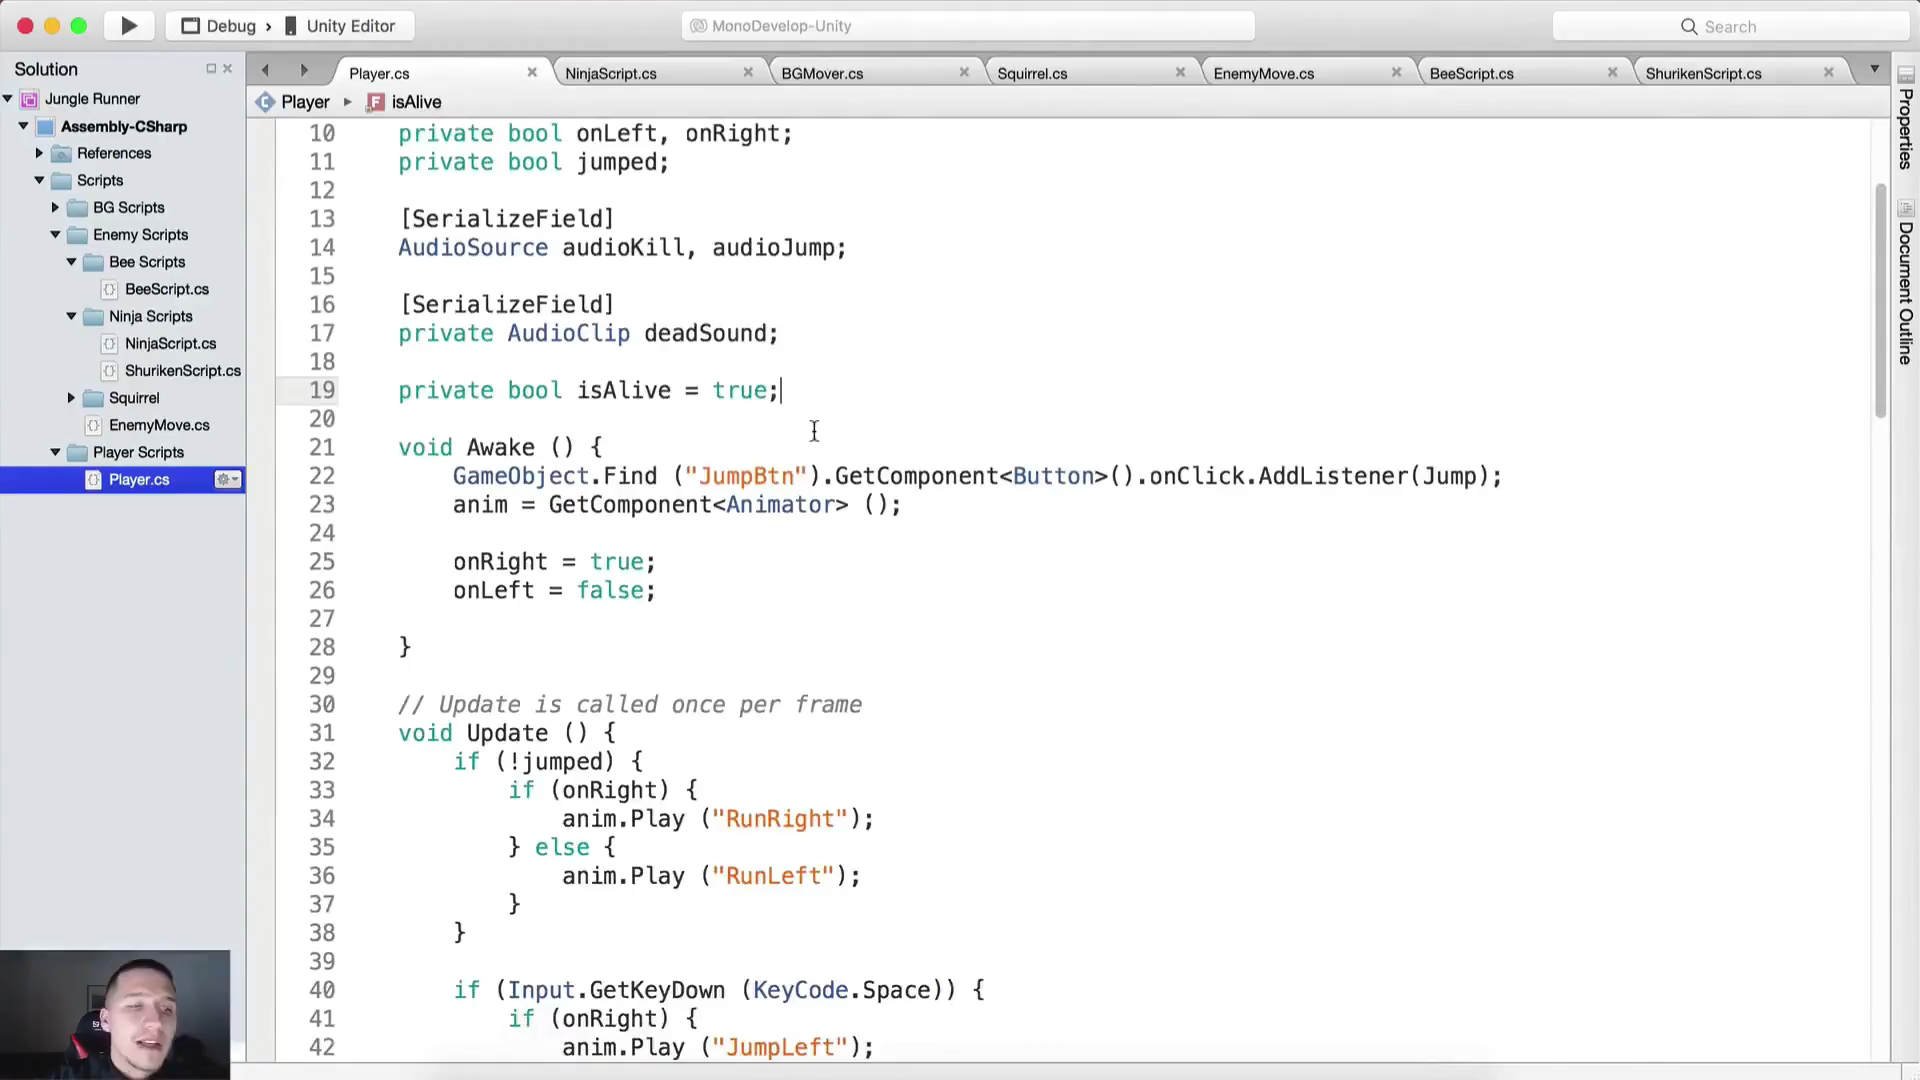 Debug › Unity Editor
MonoDevelop-Unity
Search
Solution
Jungle Runner
Assembly-CSharp
References
Scripts
BG Scripts
Enemy Scripts
Bee Scripts
BeeScript.cs
Ninja Scripts
NinjaScript.cs
ShurikenScript.cs
Squirrel
EnemyMove.cs
Player Scripts
Player.cs
Player.cs NinjaScript.cs BGMover.cs Squirrel.cs EnemyMove.cs BeeScript.cs ShurikenScript.cs
Player ▸ isAlive
10 private bool onLeft, onRight;
11 private bool jumped;
12
13 [SerializeField]
14 AudioSource audioKill, audioJump;
15
16 [SerializeField]
17 private AudioClip deadSound;
18
19 private bool isAlive = true;
20
21 void Awake () {
22 GameObject.Find ("JumpBtn").GetComponent<Button>().onClick.AddListener(Jump);
23 anim = GetComponent<Animator> ();
24
25 onRight = true;
26 onLeft = false;
27
28 }
29
30 // Update is called once per frame
31 void Update () {
32 if (!jumped) {
33 if (onRight) {
34 anim.Play ("RunRight");
35 } else {
36 anim.Play ("RunLeft");
37 }
38 }
39
40 if (Input.GetKeyDown (KeyCode.Space)) {
41 if (onRight) {
42 anim.Play ("JumpLeft");
Properties
Document Outline